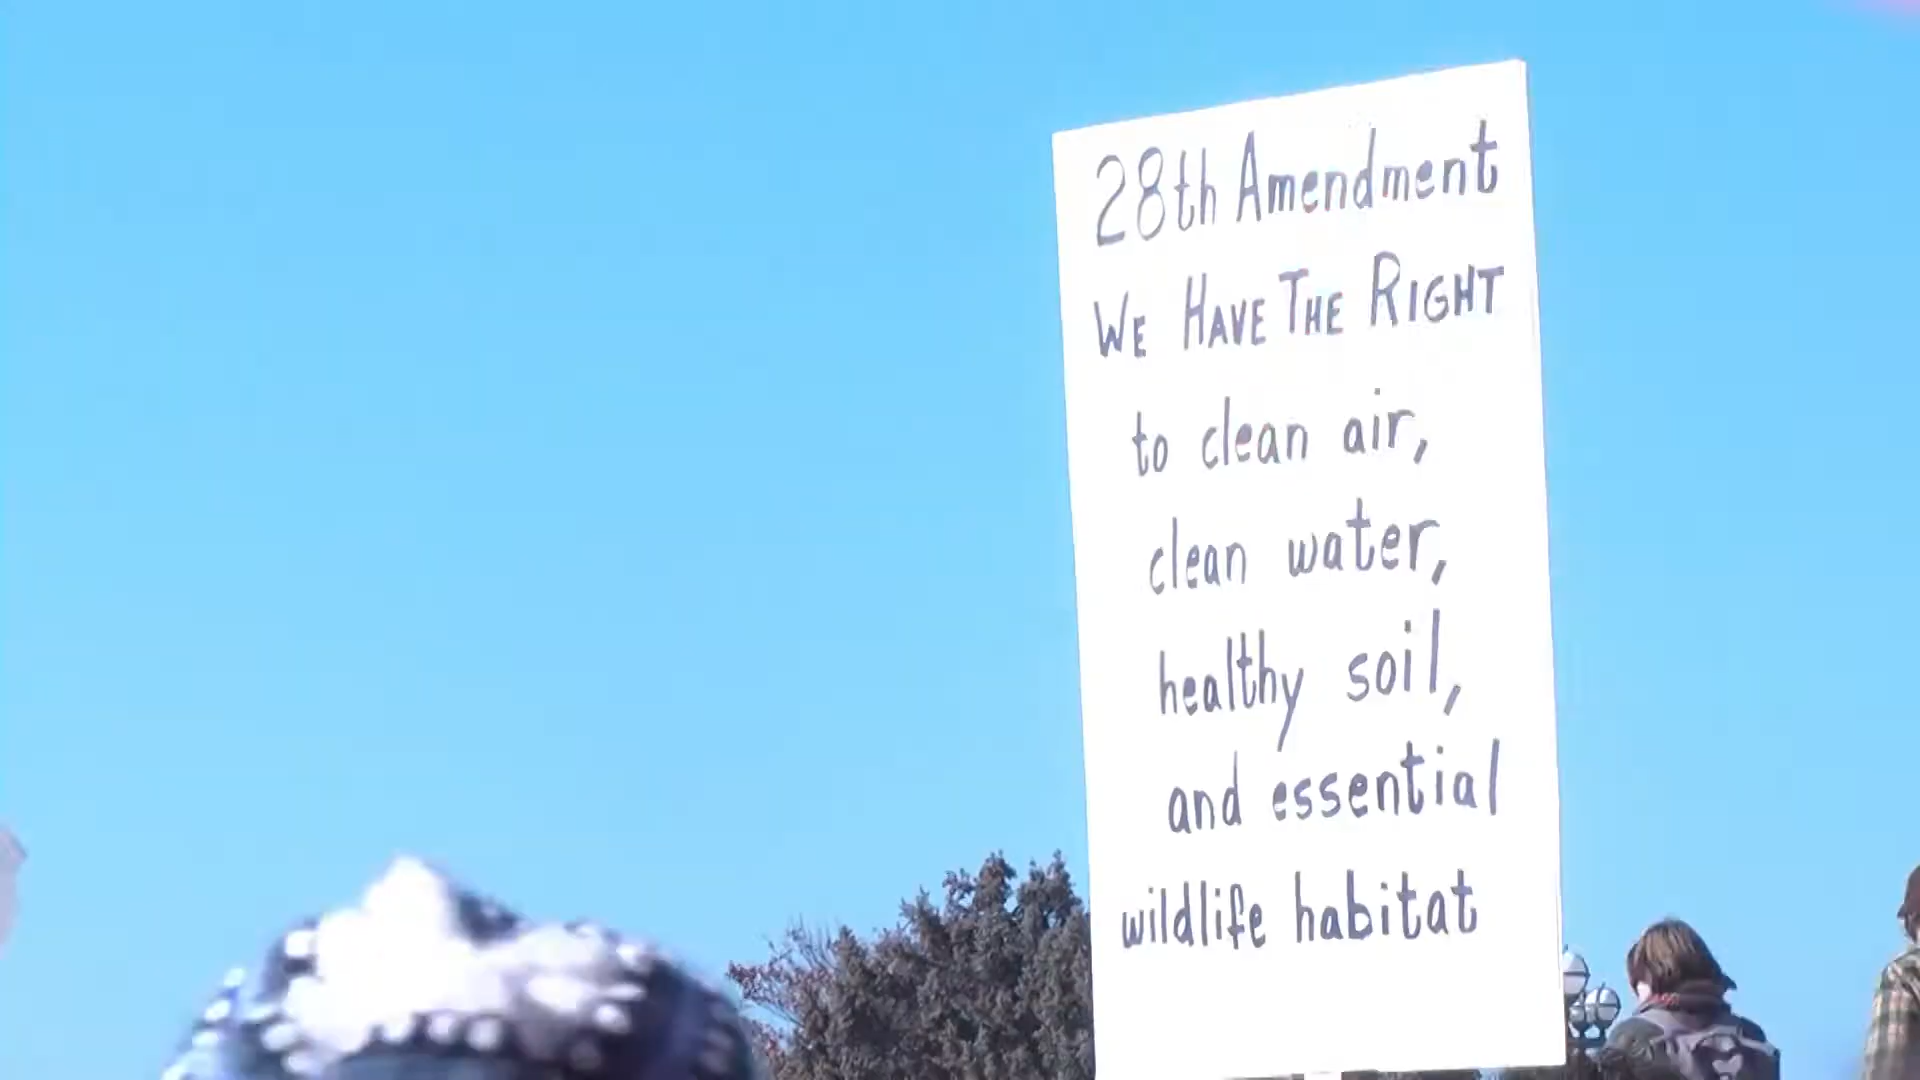 28th Amendment
WE HAVE THE RIGHT
to clean air,
clean water,
healthy soil,
and essential
wildlife habitat